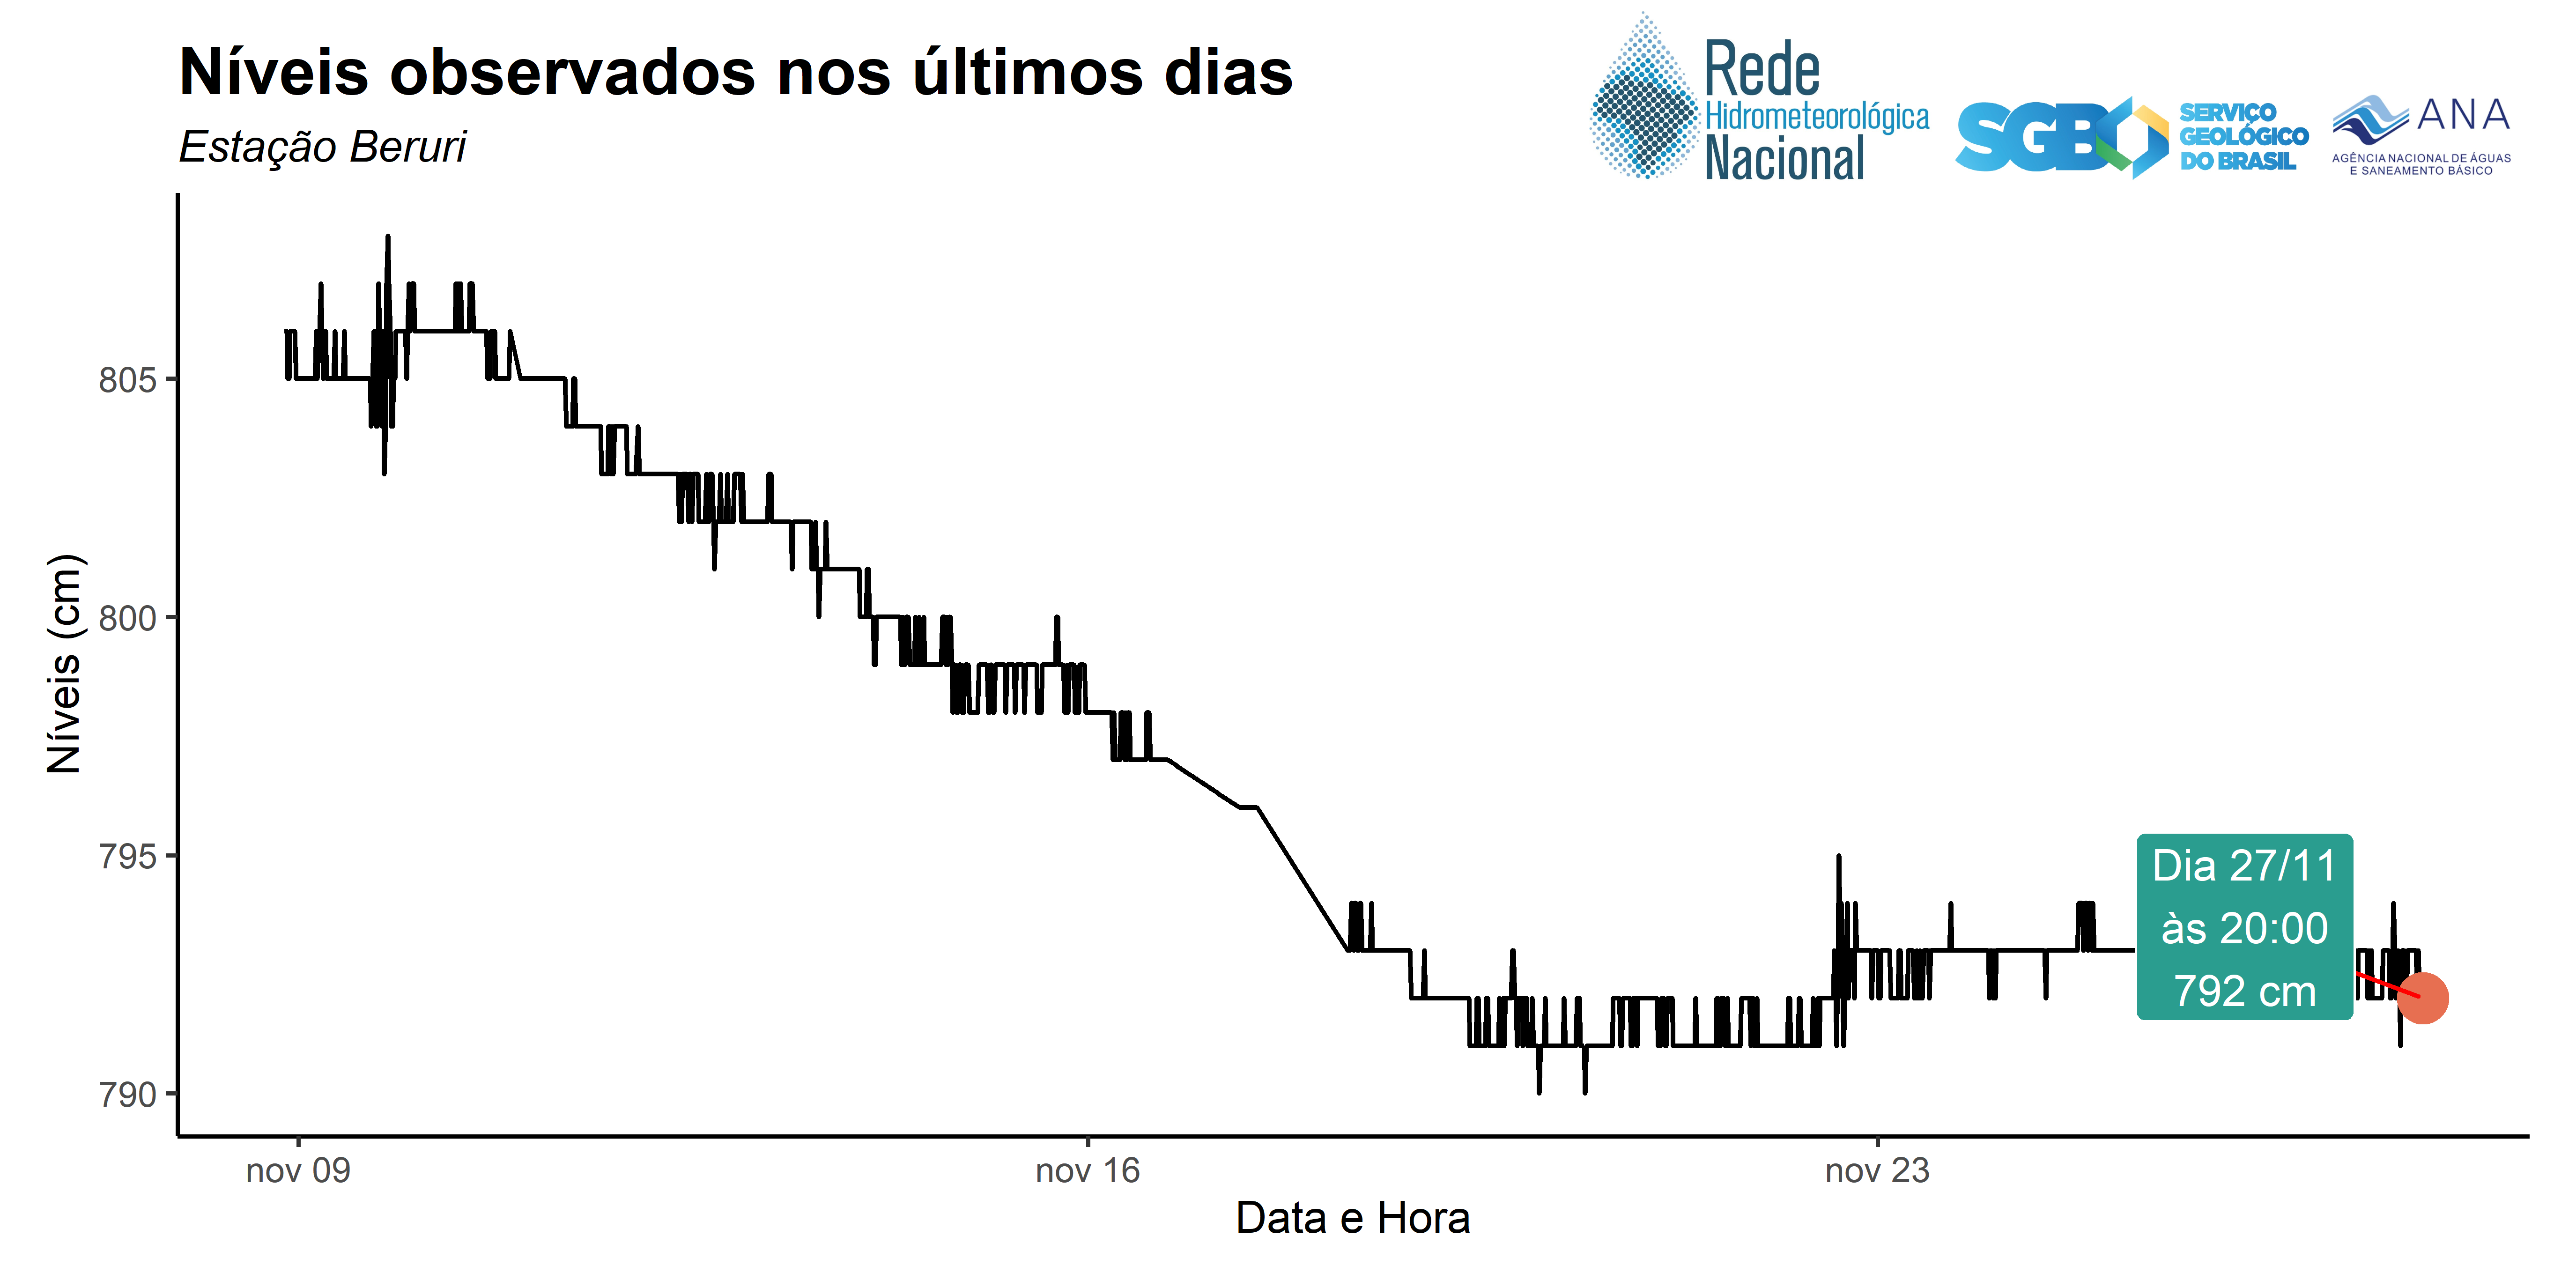 Níveis observados nos últimos dias
Estação Beruri
Rede
Hidrometeorológica
Nacional
SGB
SERVIÇO
GEOLÓGICO
DO BRASIL
ANA
AGÊNCIA NACIONAL DE ÁGUAS
E SANEAMENTO BÁSICO
Níveis (cm)
805
800
795
790
Dia 27/11
às 20:00
792 cm
nov 09
nov 16
nov 23
Data e Hora